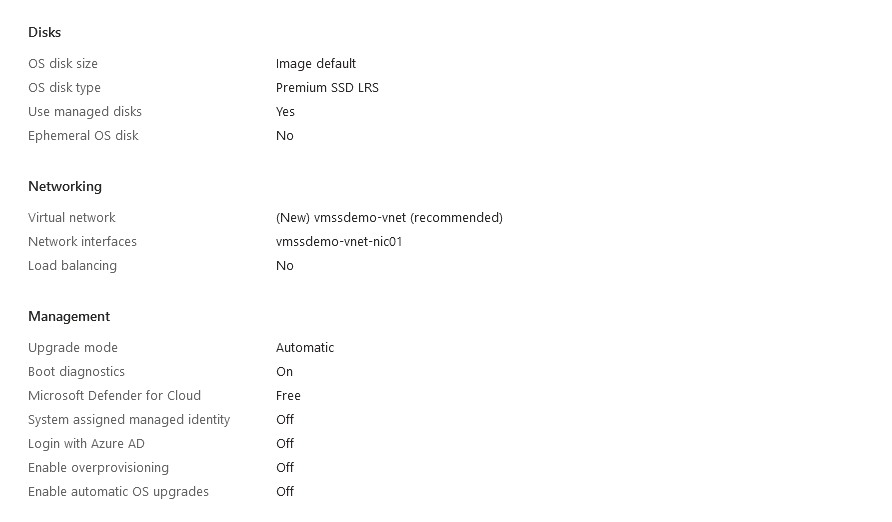 Disks
OS disk size Image default
OS disk type Premium SSD LRS
Use managed disks Yes
Ephemeral OS disk No
Networking
Virtual network (New) vmssdemo-vnet (recommended)
Network interfaces vmssdemo-vnet-nic01
Load balancing No
Management
Upgrade mode Automatic
Boot diagnostics On
Microsoft Defender for Cloud Free
System assigned managed identity Off
Login with Azure AD Off
Enable overprovisioning Off
Enable automatic OS upgrades Off